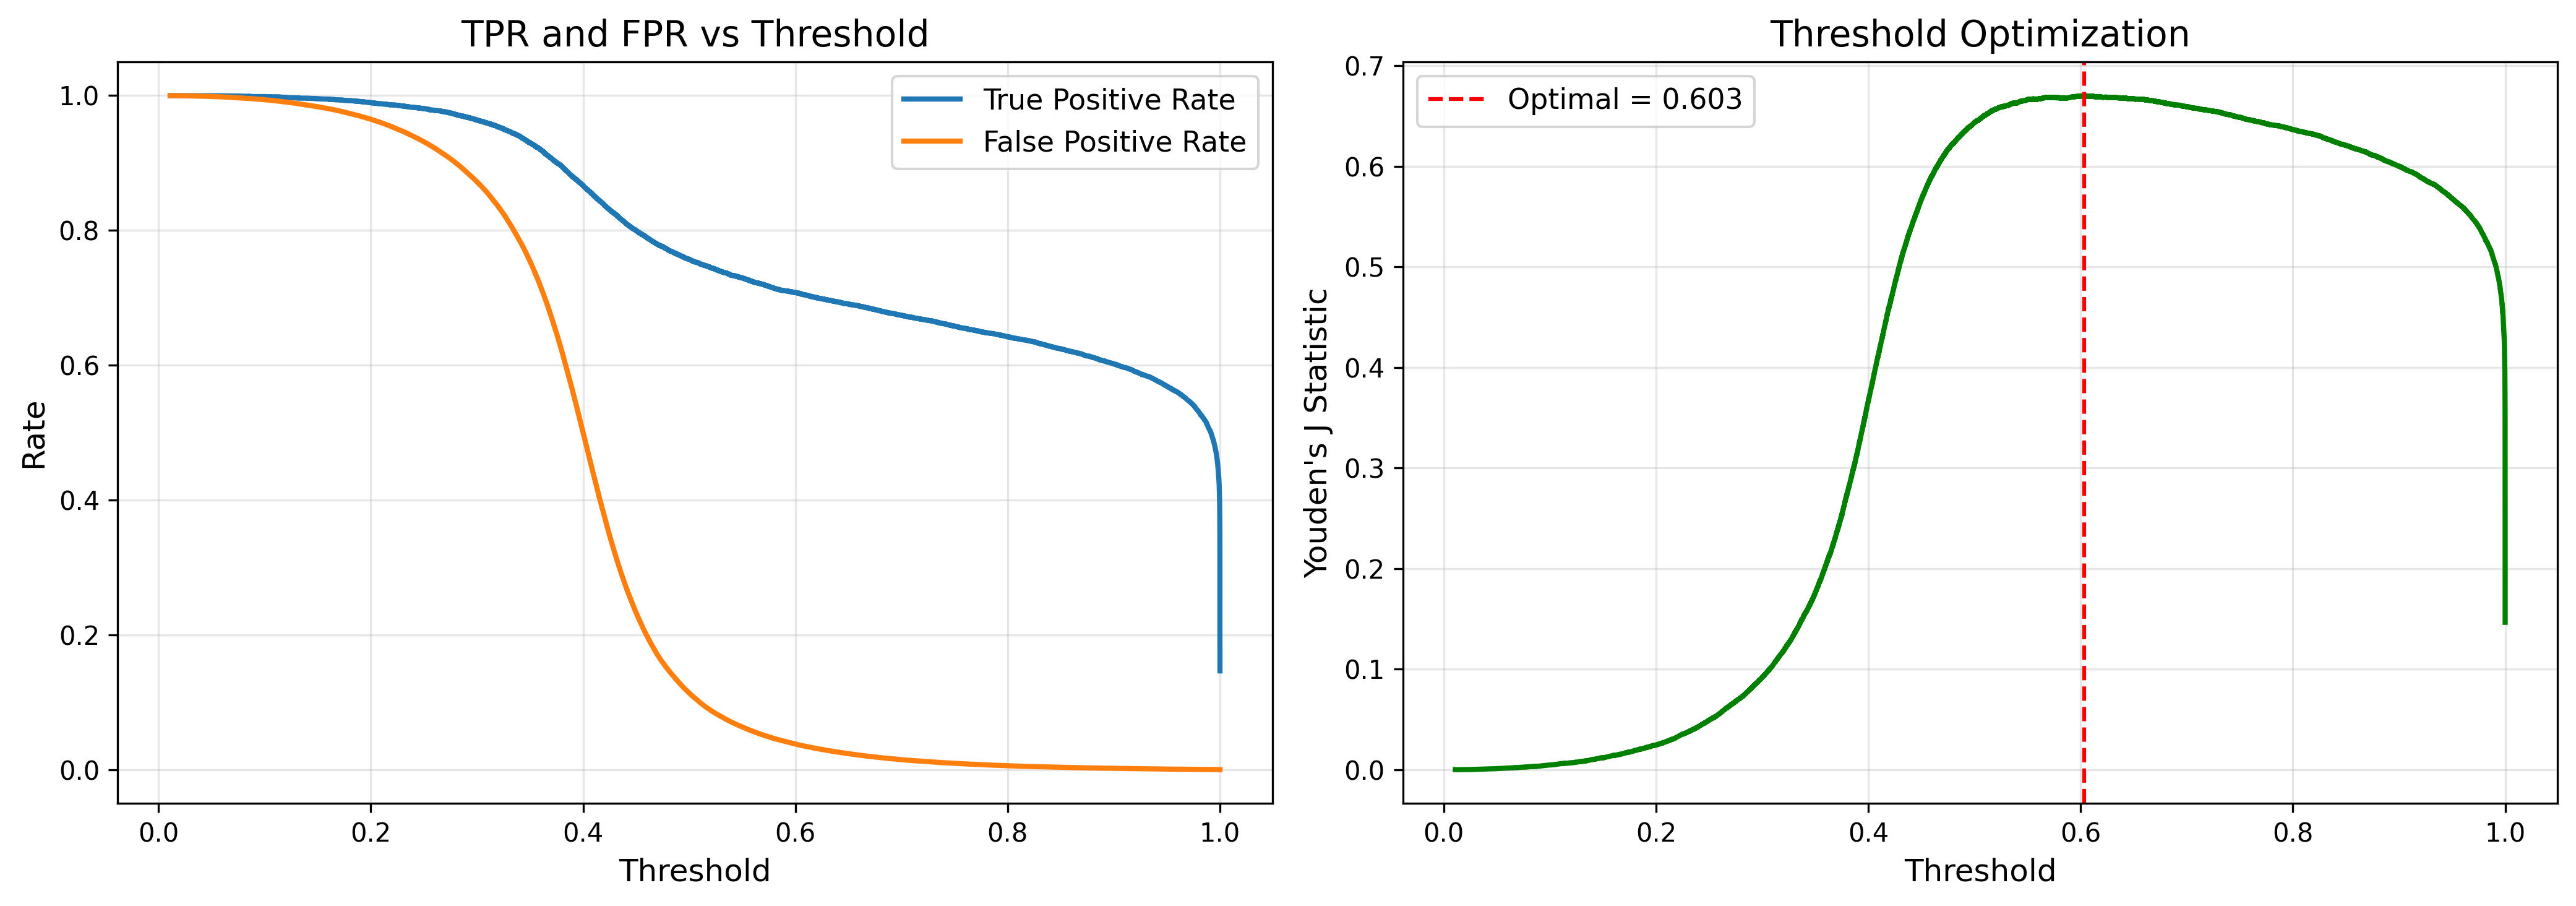 TPR and FPR vs Threshold
True Positive Rate
False Positive Rate
Rate
1.0
0.8
0.6
0.4
0.2
0.0
0.0 0.2 0.4 0.6 0.8 1.0
Threshold
Threshold Optimization
Optimal = 0.603
Youden's J Statistic
0.7
0.6
0.5
0.4
0.3
0.2
0.1
0.0
0.0 0.2 0.4 0.6 0.8 1.0
Threshold